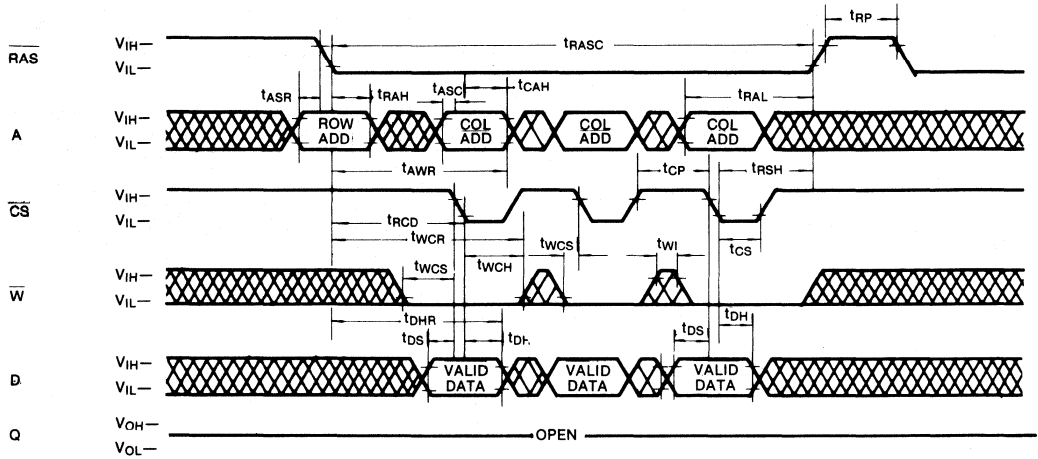 tRP
RAS
VIH—
VIL—
tRASC
tASR
tRAH
tASC
tCAH
tRAL
A
VIH—
VIL—
ROW ADD
COL ADD
COL ADD
COL ADD
tAWR
tCP
tRSH
CS
VIH—
VIL—
tRCD
tWCR
tWCS
tWCH
tWCS
tWI
tCS
W
VIH—
VIL—
tDHR
tDS
tDH
tDS
tDH
D
VIH—
VIL—
VALID DATA
VALID DATA
VALID DATA
Q
VOH—
VOL—
OPEN